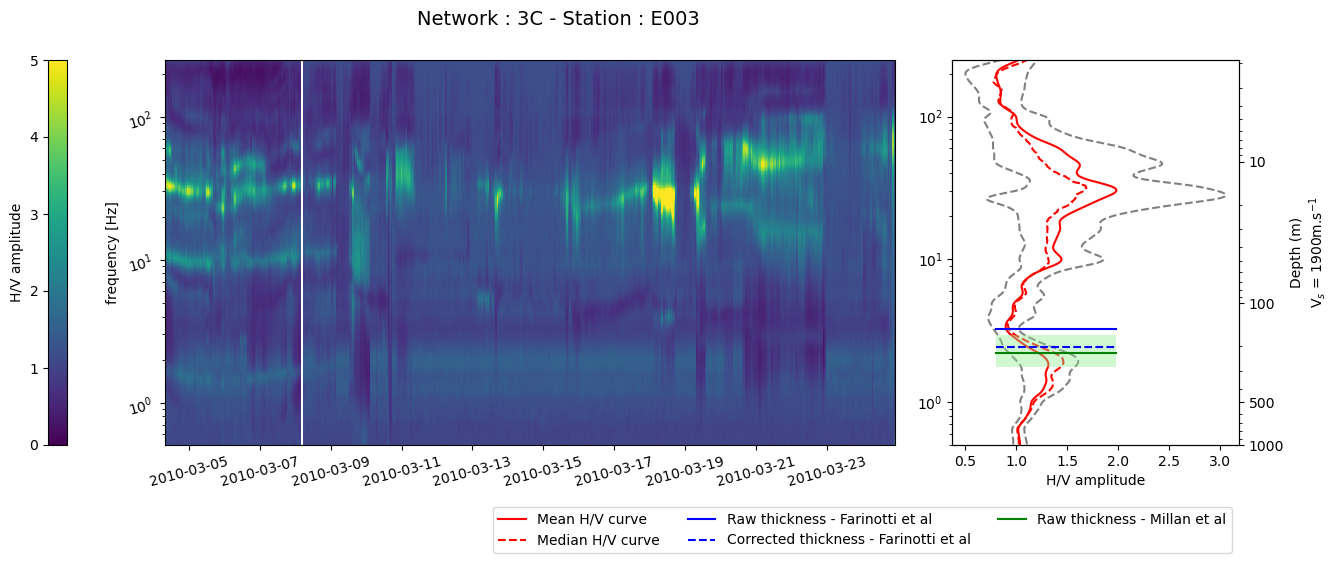 Network : 3C - Station : E003
5
4
3
2
1
0
H/V amplitude
frequency [Hz]
10²
10¹
10⁰
2010-03-05
2010-03-07
2010-03-09
2010-03-11
2010-03-13
2010-03-15
2010-03-17
2010-03-19
2010-03-21
2010-03-23
10²
10¹
10⁰
0.5
1.0
1.5
2.0
2.5
3.0
H/V amplitude
10
100
500
1000
Depth (m)
Vₛ = 1900m.s⁻¹
Mean H/V curve
Median H/V curve
Raw thickness - Farinotti et al
Corrected thickness - Farinotti et al
Raw thickness - Millan et al